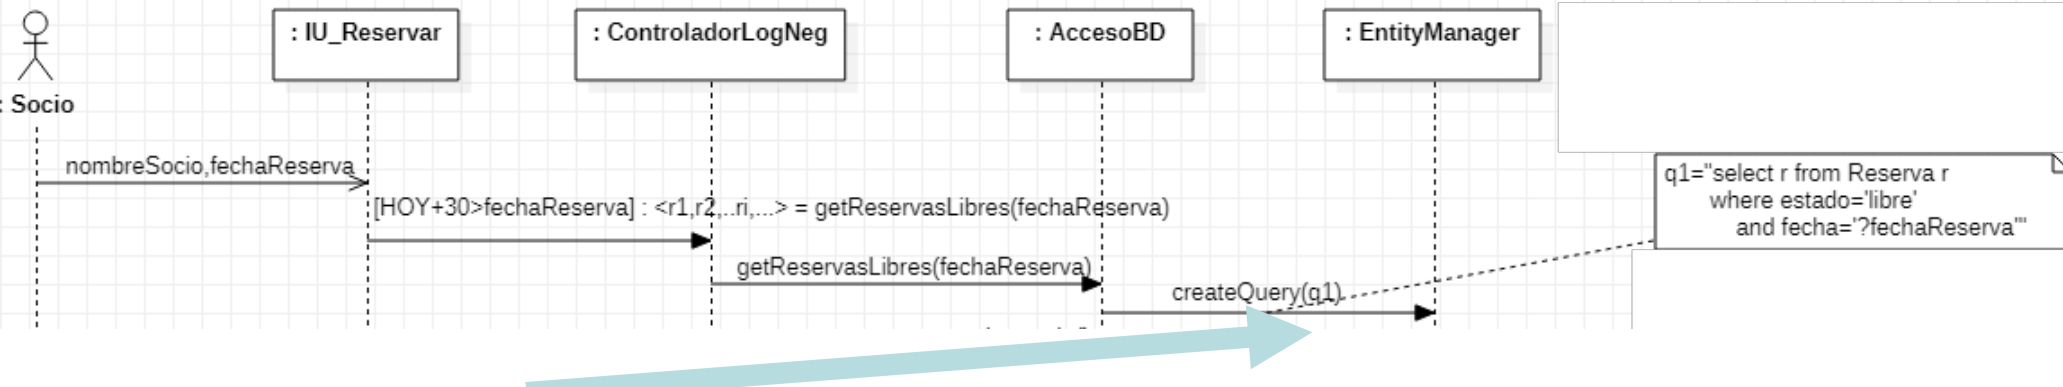 : IU_Reservar
: ControladorLogNeg
: AccesoBD
: EntityManager
: Socio
nombreSocio,fechaReserva
q1="select r from Reserva r
where estado='libre'
and fecha='?fechaReserva'"
[HOY+30>fechaReserva] : <r1,r2,..ri,...> = getReservasLibres(fechaReserva)
getReservasLibres(fechaReserva)
createQuery(q1)